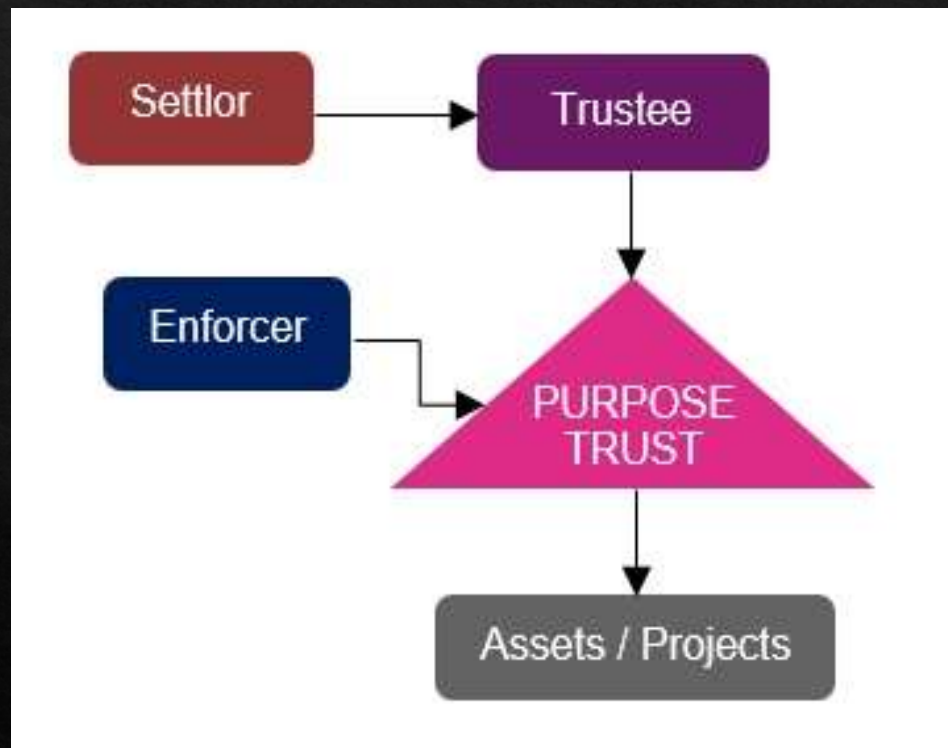 Settlor
Trustee
Enforcer
PURPOSE
TRUST
Assets / Projects